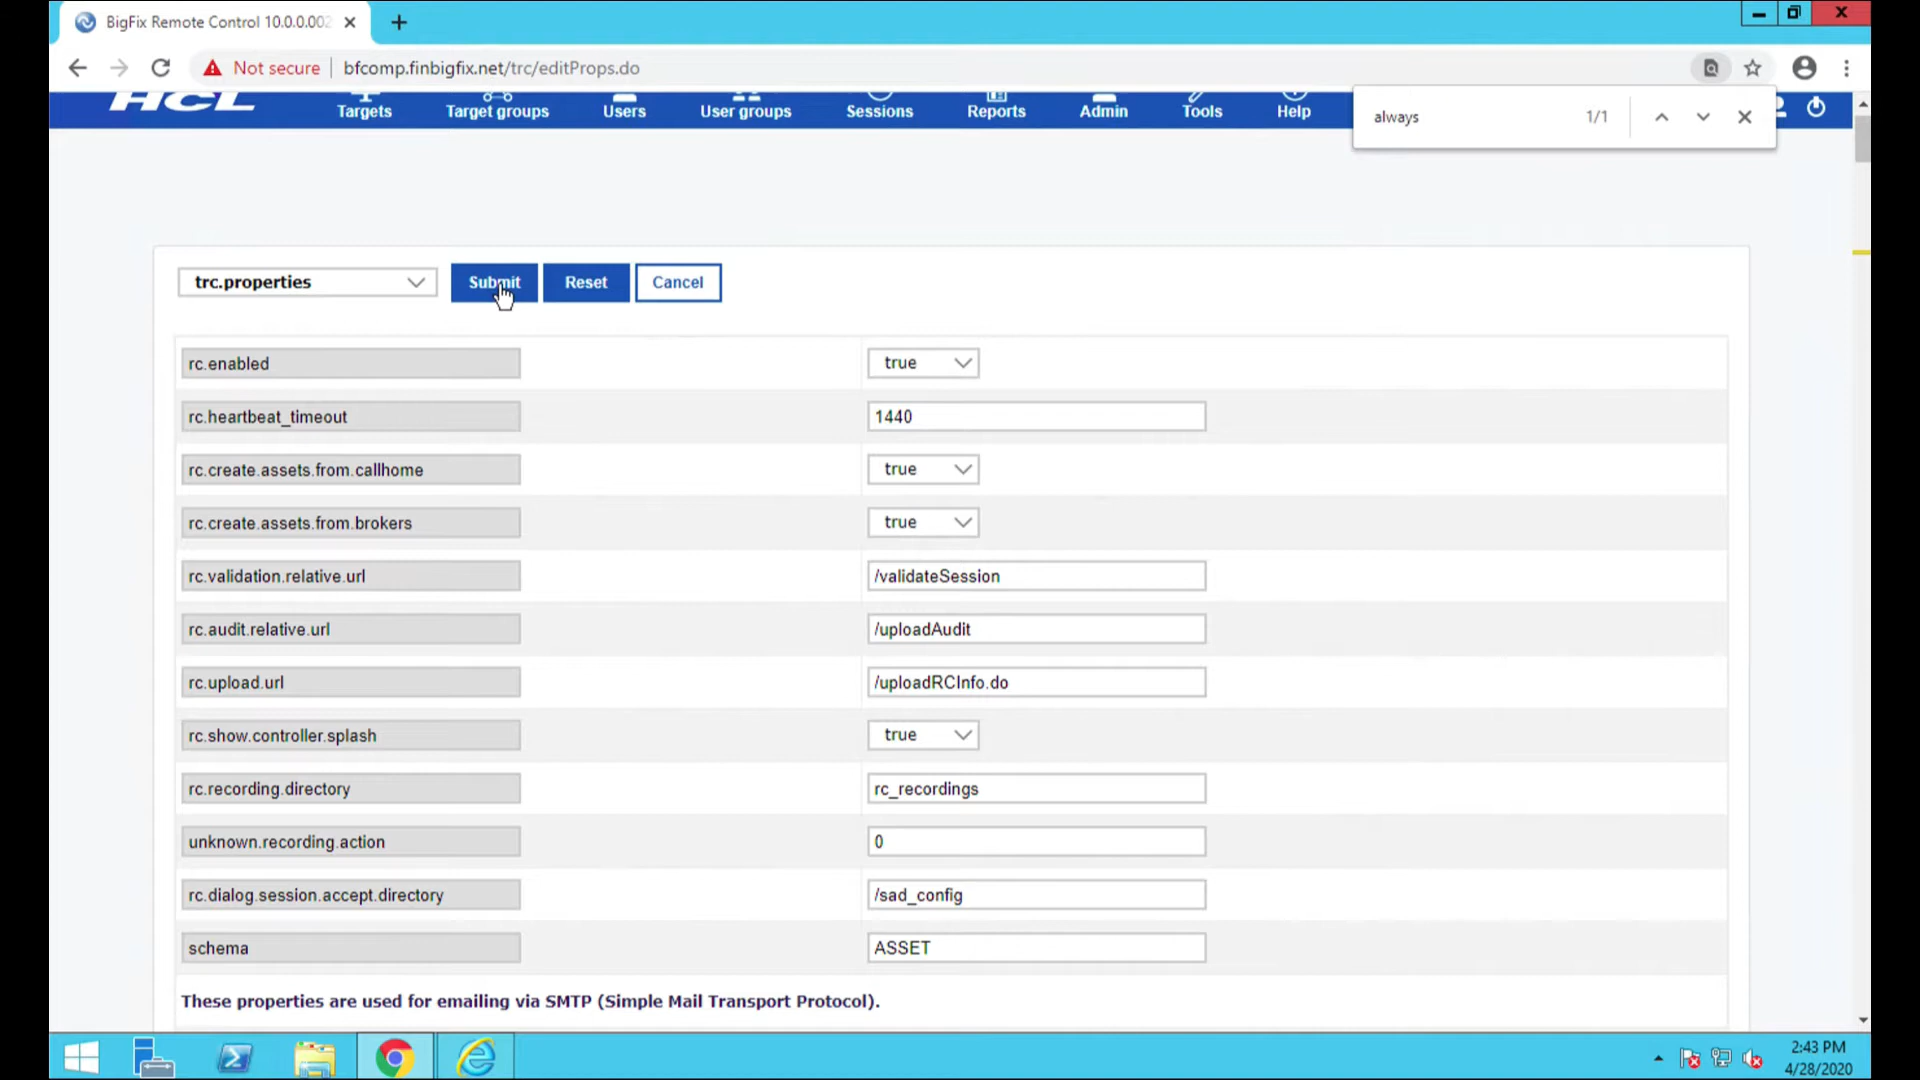 BigFix Remote Control 10.0.0.002
Not secure
bfcomp.finbigfix.net/trc/editProps.do
HCL
Targets
Target groups
Users
User groups
Sessions
Reports
Admin
Tools
Help
always
1/1
trc.properties
Submit
Reset
Cancel
rc.enabled
true
rc.heartbeat_timeout
1440
rc.create.assets.from.callhome
true
rc.create.assets.from.brokers
true
rc.validation.relative.url
/validateSession
rc.audit.relative.url
/uploadAudit
rc.upload.url
/uploadRCInfo.do
rc.show.controller.splash
true
rc.recording.directory
rc_recordings
unknown.recording.action
0
rc.dialog.session.accept.directory
/sad_config
schema
ASSET
These properties are used for emailing via SMTP (Simple Mail Transport Protocol).
2:43 PM
4/28/2020